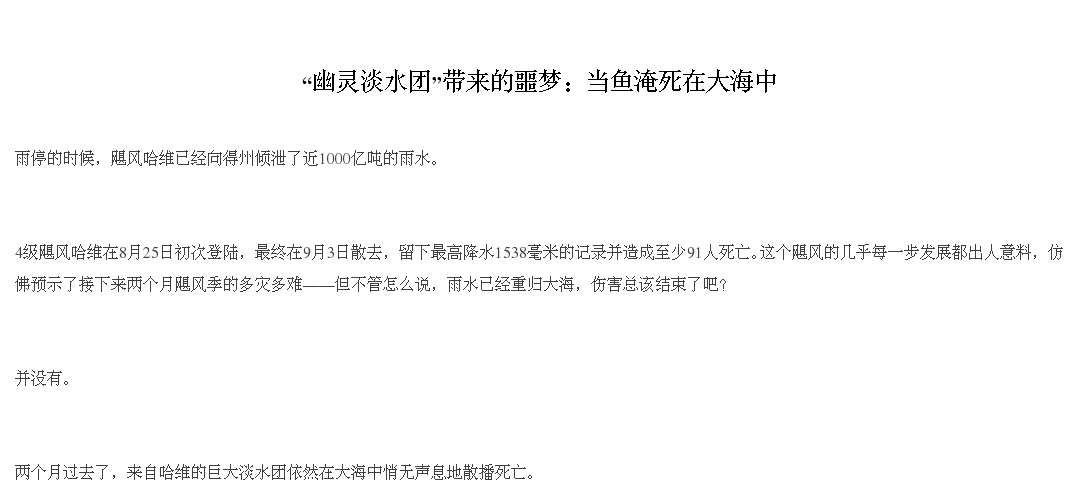 “幽灵淡水团”带来的噩梦：当鱼淹死在大海中
雨停的时候，飓风哈维已经向得州倾泄了近1000亿吨的雨水。
4级飓风哈维在8月25日初次登陆，最终在9月3日散去，留下最高降水1538毫米的记录并造成至少91人死亡。这个飓风的几乎每一步发展都出人意料，仿
佛预示了接下来两个月飓风季的多灾多难——但不管怎么说，雨水已经重归大海，伤害总该结束了吧？
并没有。
两个月过去了，来自哈维的巨大淡水团依然在大海中悄无声息地散播死亡。